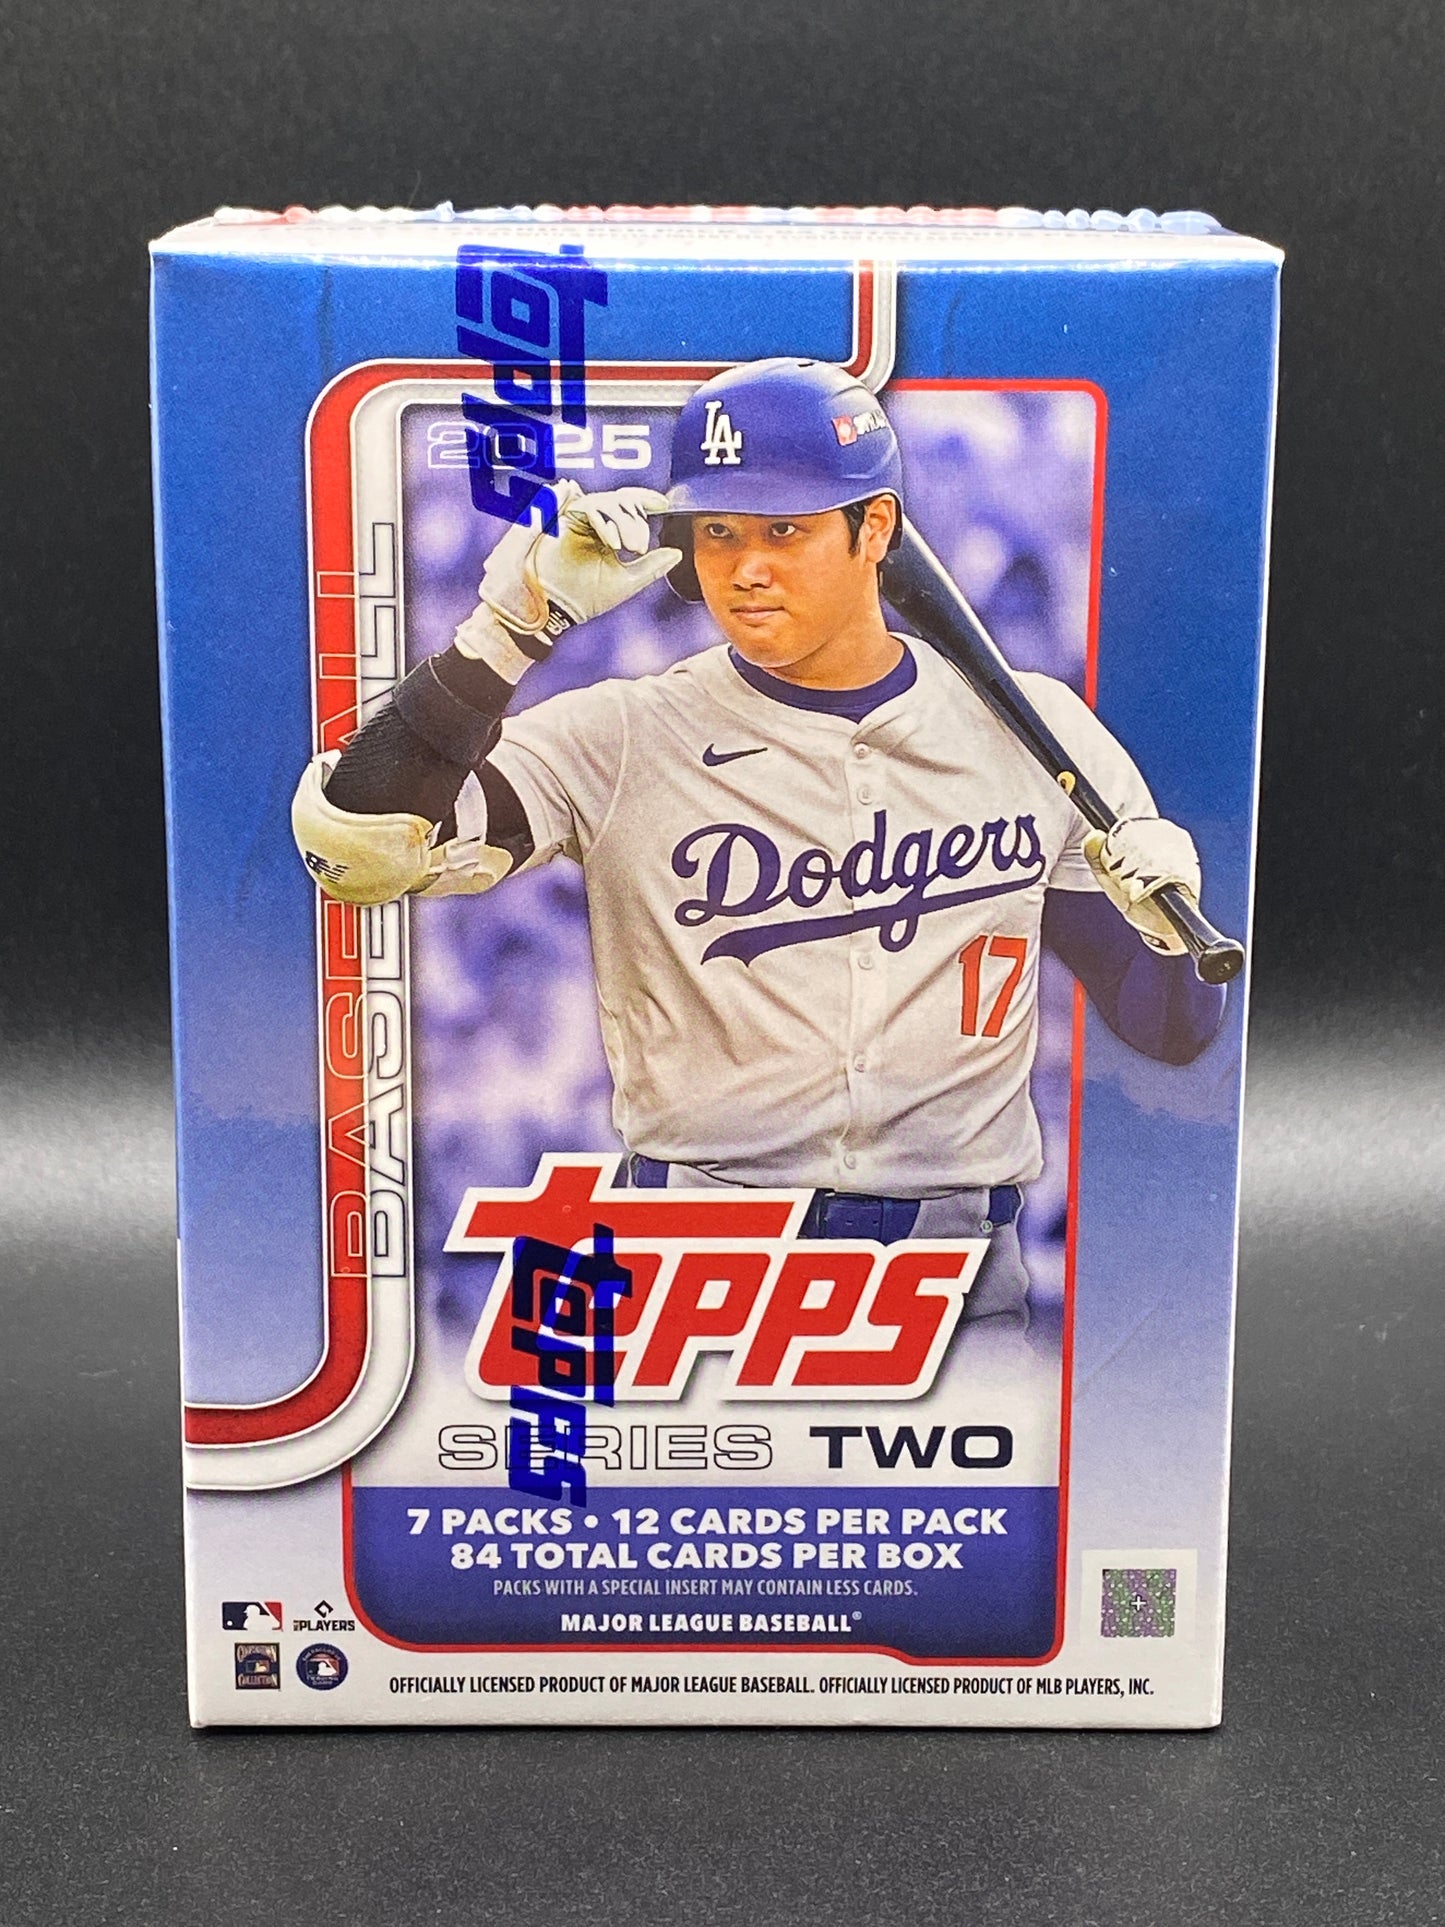 Topps
2025
LA
BASEBALL
BASEBALL
Dodgers
17
Topps
Topps
SERIES TWO
7 PACKS • 12 CARDS PER PACK
84 TOTAL CARDS PER BOX
PACKS WITH A SPECIAL INSERT MAY CONTAIN LESS CARDS.
MAJOR LEAGUE BASEBALL®
PLAYERS
OFFICIALLY LICENSED PRODUCT OF MAJOR LEAGUE BASEBALL. OFFICIALLY LICENSED PRODUCT OF MLB PLAYERS, INC.